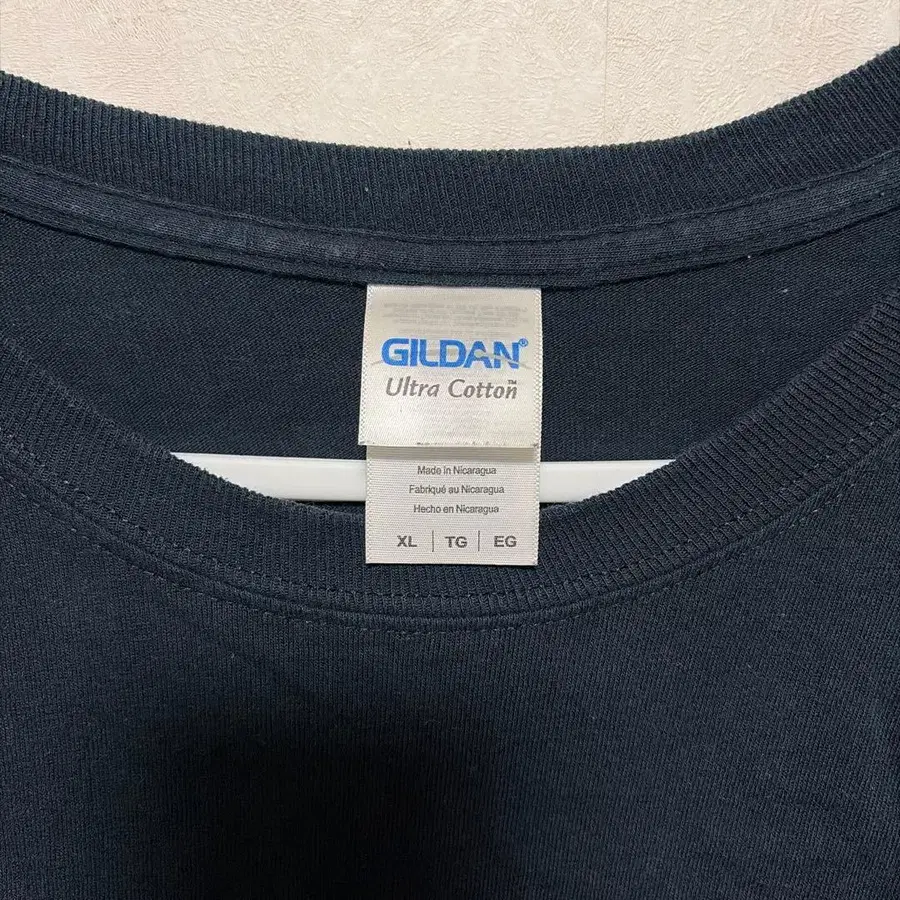 GILDAN®
Ultra Cotton™
Made in Nicaragua
Fabriqué au Nicaragua
Hecho en Nicaragua
XL | TG | EG